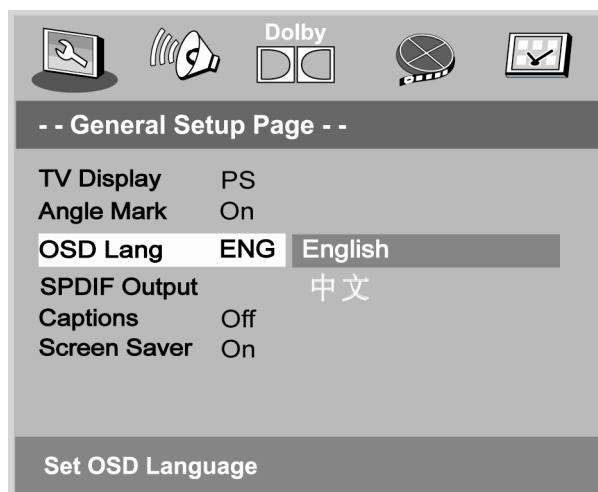 Dolby
- - General Setup Page - -
TV Display PS
Angle Mark On
OSD Lang ENG English
SPDIF Output 中文
Captions Off
Screen Saver On
Set OSD Language